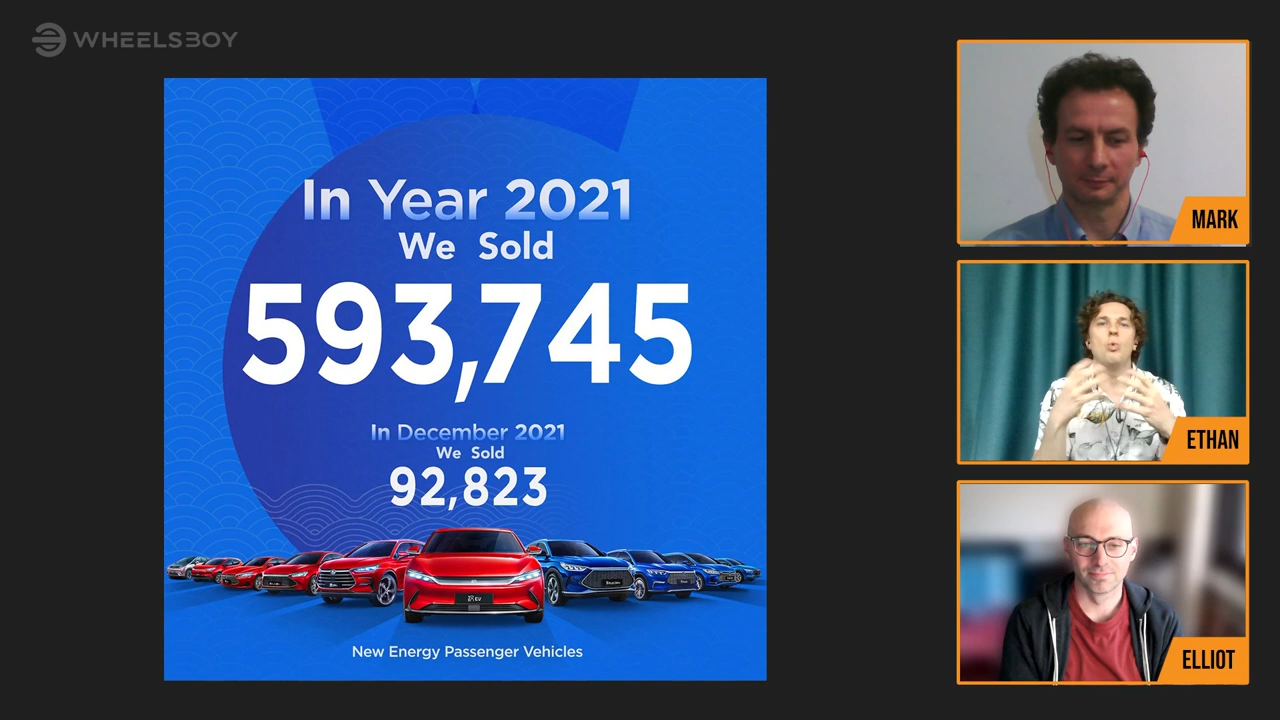 WHEELSBOY
In Year 2021
We Sold
593,745
In December 2021
We Sold
92,823
New Energy Passenger Vehicles
MARK
ETHAN
ELLIOT